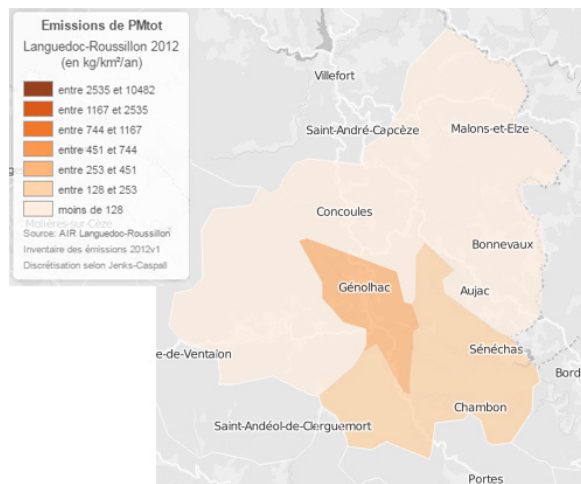 Emissions de PMtot
Languedoc-Roussillon 2012
(en kg/km²/an)
entre 2535 et 10482
entre 1167 et 2535
entre 744 et 1167
entre 451 et 744
entre 253 et 451
entre 128 et 253
moins de 128
Molières-sur-Cèze
Source: AIR Languedoc-Roussillon
Inventaire des émissions 2012v1
Discrétisation selon Jenks-Caspall
Villefort
Saint-André-Capcèze
Malons-et-Elze
Concoules
Bonnevaux
Génolhac
Aujac
Sénéchas
e-de-Ventalon
Bord
Chambon
Saint-Andéol-de-Clerguemort
Portes